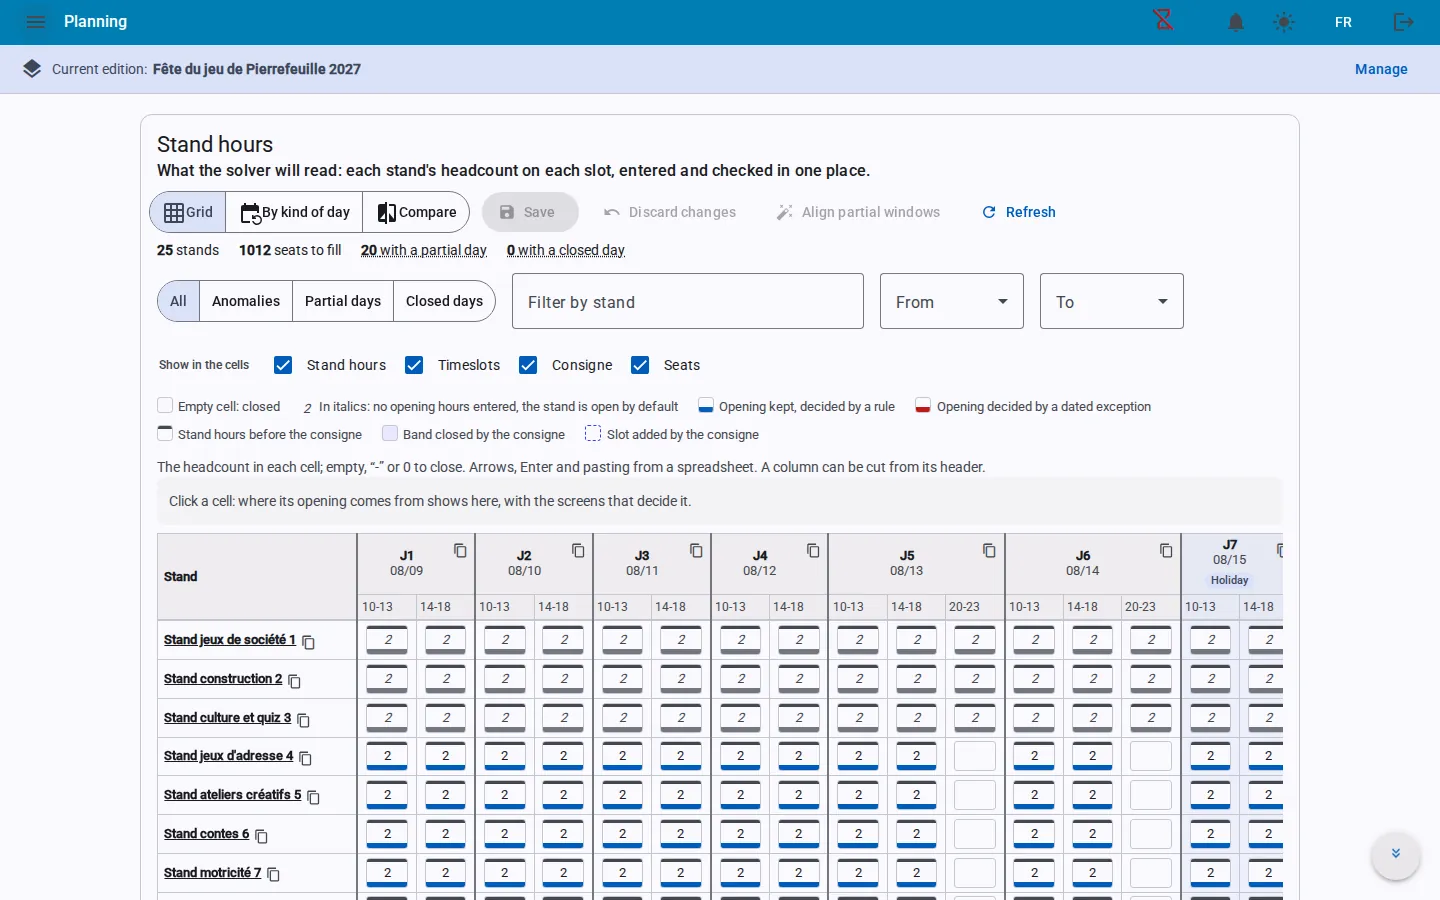 Planning
FR
Current edition: Fête du jeu de Pierrefeuille 2027
Manage
Stand hours
What the solver will read: each stand's headcount on each slot, entered and checked in one place.
Grid By kind of day Compare Save Discard changes Align partial windows Refresh
25 stands 1012 seats to fill 20 with a partial day 0 with a closed day
All Anomalies Partial days Closed days Filter by stand From To
Show in the cells Stand hours Timeslots Consigne Seats
Empty cell: closed 2 In italics: no opening hours entered, the stand is open by default Opening kept, decided by a rule Opening decided by a dated exception
Stand hours before the consigne Band closed by the consigne Slot added by the consigne
The headcount in each cell; empty, “-” or 0 to close. Arrows, Enter and pasting from a spreadsheet. A column can be cut from its header.
Click a cell: where its opening comes from shows here, with the screens that decide it.
Stand J1 J2 J3 J4 J5 J6 J7
08/09 08/10 08/11 08/12 08/13 08/14 08/15
Holiday
10-13 14-18 10-13 14-18 10-13 14-18 10-13 14-18 10-13 14-18 20-23 10-13 14-18 20-23 10-13 14-18
Stand jeux de société 1 2 2 2 2 2 2 2 2 2 2 2 2 2 2 2 2
Stand construction 2 2 2 2 2 2 2 2 2 2 2 2 2 2 2 2 2
Stand culture et quiz 3 2 2 2 2 2 2 2 2 2 2 2 2 2 2 2 2
Stand jeux d'adresse 4 2 2 2 2 2 2 2 2 2 2 2 2 2 2
Stand ateliers créatifs 5 2 2 2 2 2 2 2 2 2 2 2 2 2 2
Stand contes 6 2 2 2 2 2 2 2 2 2 2 2 2 2 2
Stand motricité 7 2 2 2 2 2 2 2 2 2 2 2 2 2 2